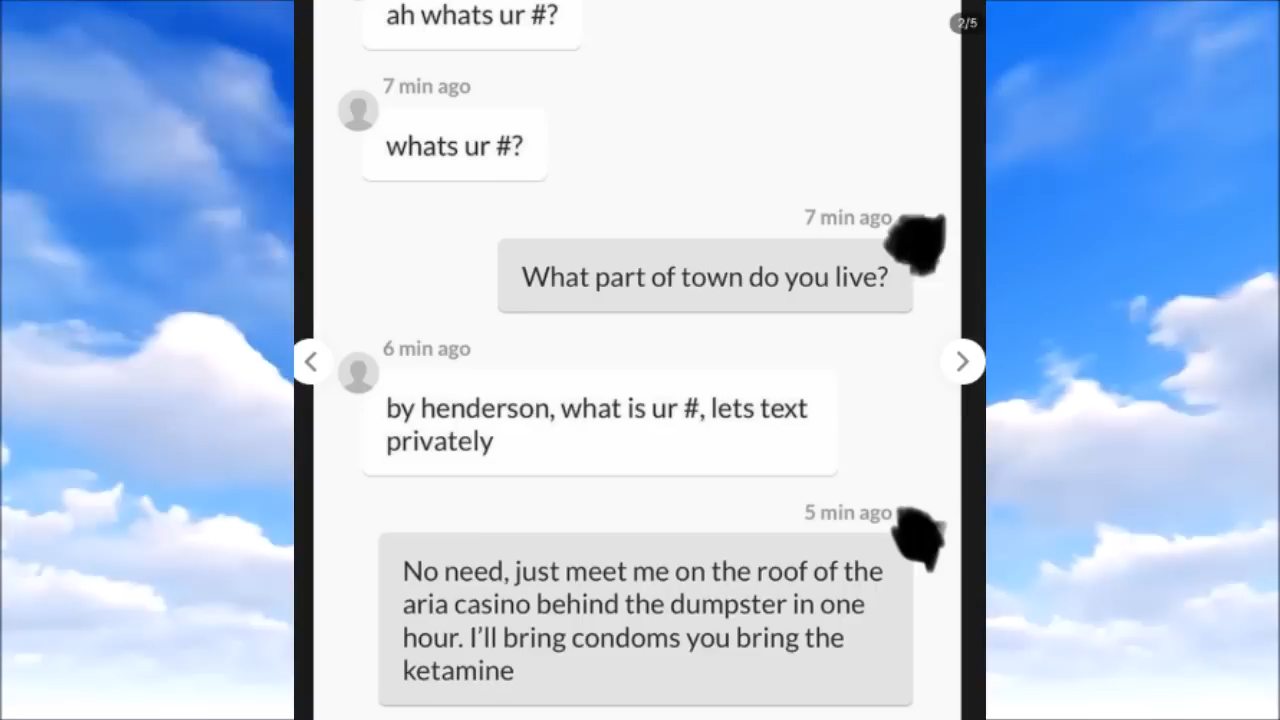 ah whats ur #?
2/5
7 min ago
whats ur #?
7 min ago
What part of town do you live?
6 min ago
by henderson, what is ur #, lets text
privately
5 min ago
No need, just meet me on the roof of the
aria casino behind the dumpster in one
hour. I’ll bring condoms you bring the
ketamine